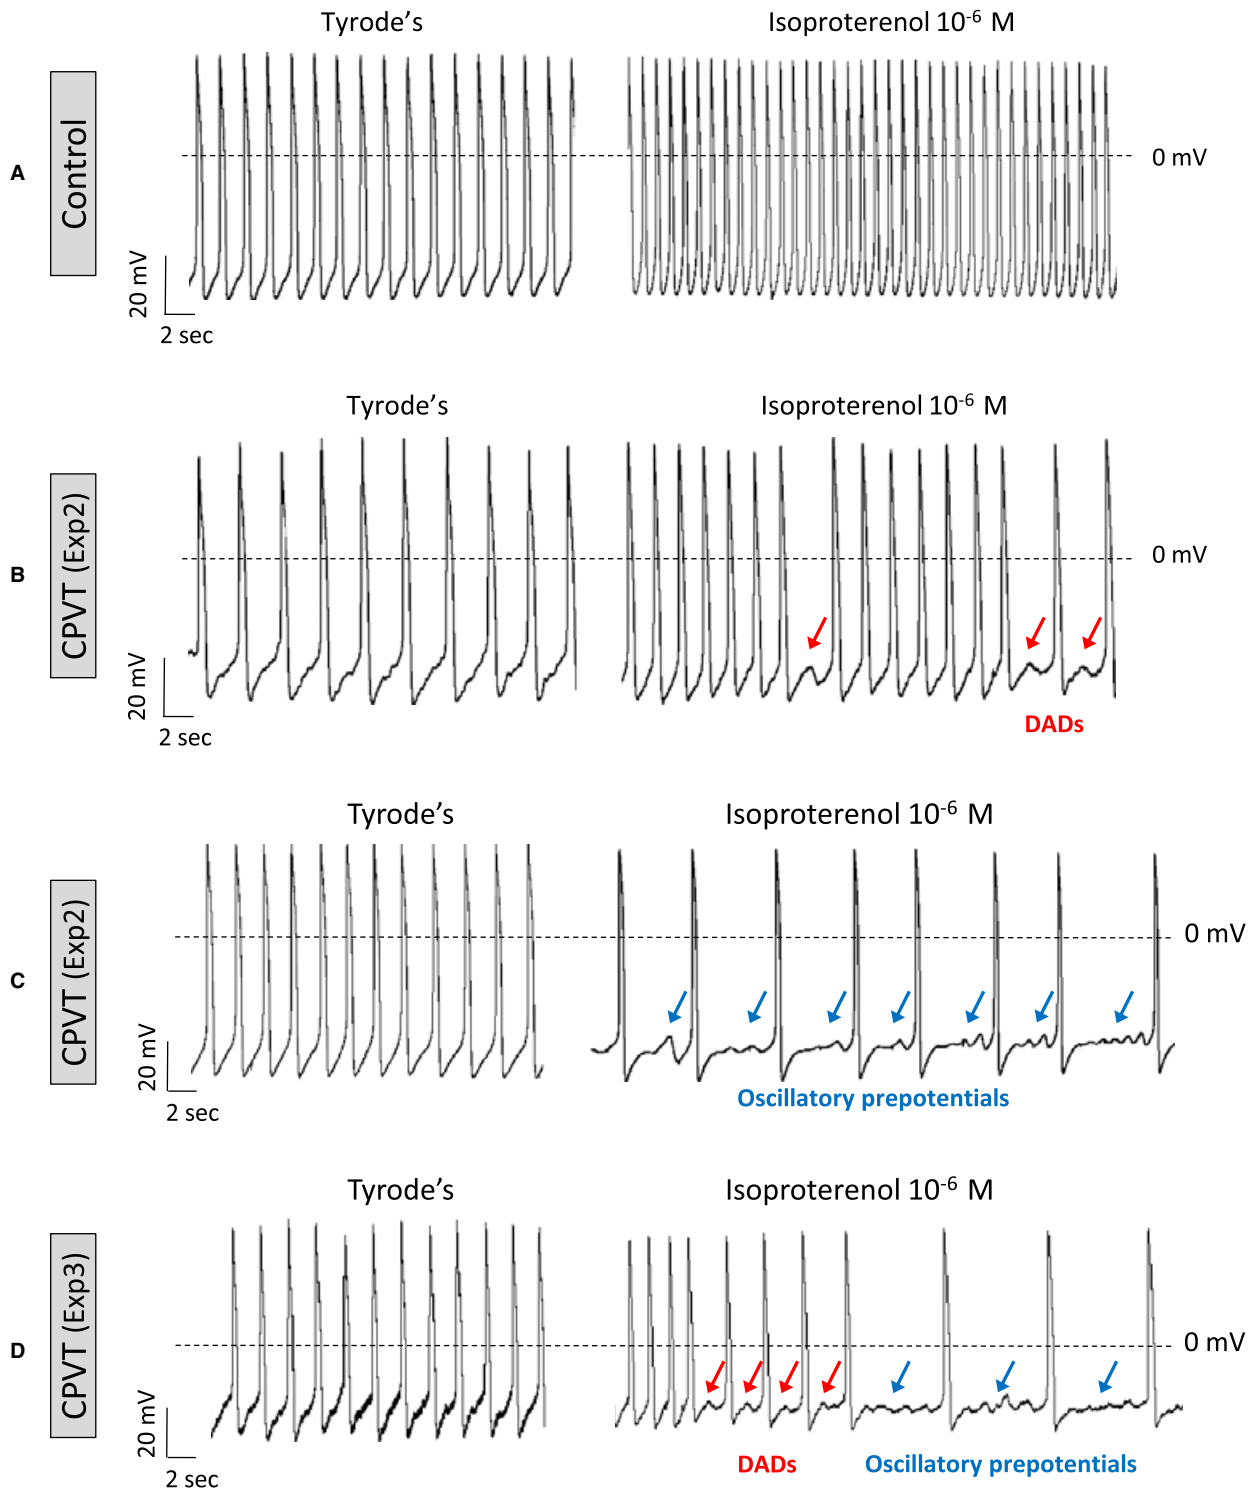 Tyrode’s
Isoproterenol 10⁻⁶ M
A
Control
0 mV
20 mV
2 sec
Tyrode’s
Isoproterenol 10⁻⁶ M
B
CPVT (Exp2)
0 mV
20 mV
2 sec
DADs
Tyrode’s
Isoproterenol 10⁻⁶ M
C
CPVT (Exp2)
0 mV
20 mV
2 sec
Oscillatory prepotentials
Tyrode’s
Isoproterenol 10⁻⁶ M
D
CPVT (Exp3)
0 mV
20 mV
2 sec
DADs
Oscillatory prepotentials